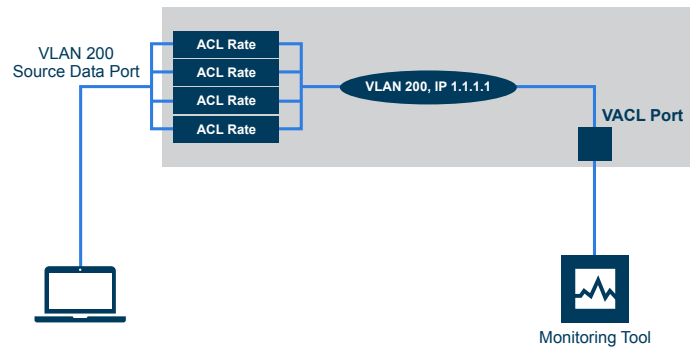 VLAN 200
Source Data Port
ACL Rate
ACL Rate
ACL Rate
ACL Rate
VLAN 200, IP 1.1.1.1
VACL Port
Monitoring Tool